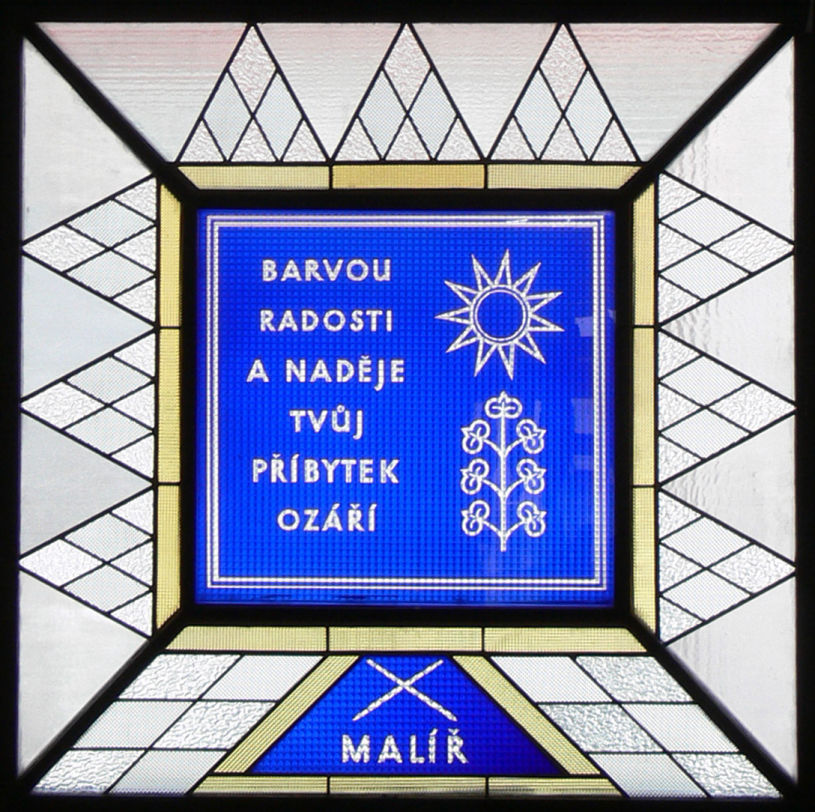 BARVOU
RADOSTI
A NADĚJE
TVŮJ
PŘÍBYTEK
OZÁŘÍ
MALÍŘ